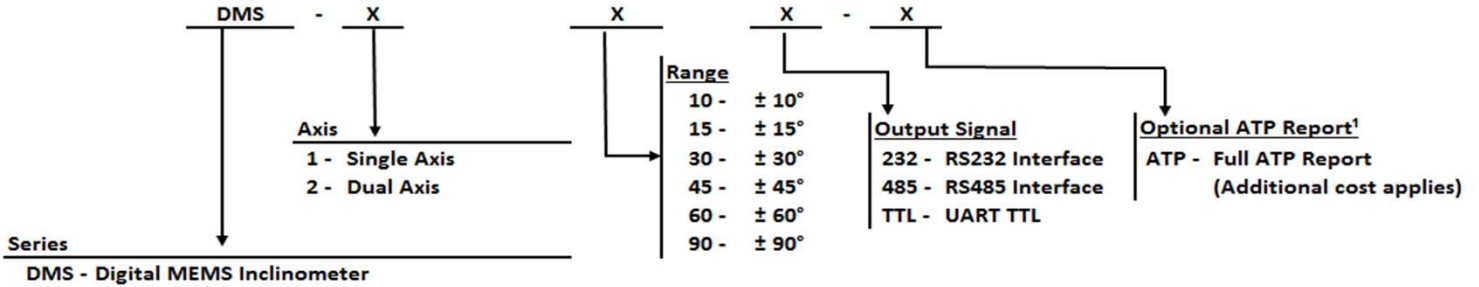 DMS - X X X - X
Range
10 - ± 10°
15 - ± 15°
30 - ± 30°
45 - ± 45°
60 - ± 60°
90 - ± 90°
Axis
1 - Single Axis
2 - Dual Axis
Output Signal
232 - RS232 Interface
485 - RS485 Interface
TTL - UART TTL
Optional ATP Report¹
ATP - Full ATP Report
(Additional cost applies)
Series
DMS - Digital MEMS Inclinometer